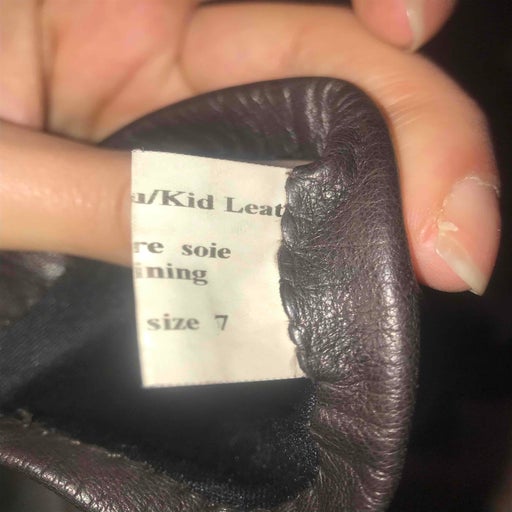 u/Kid Leat
re soie
ining
size 7